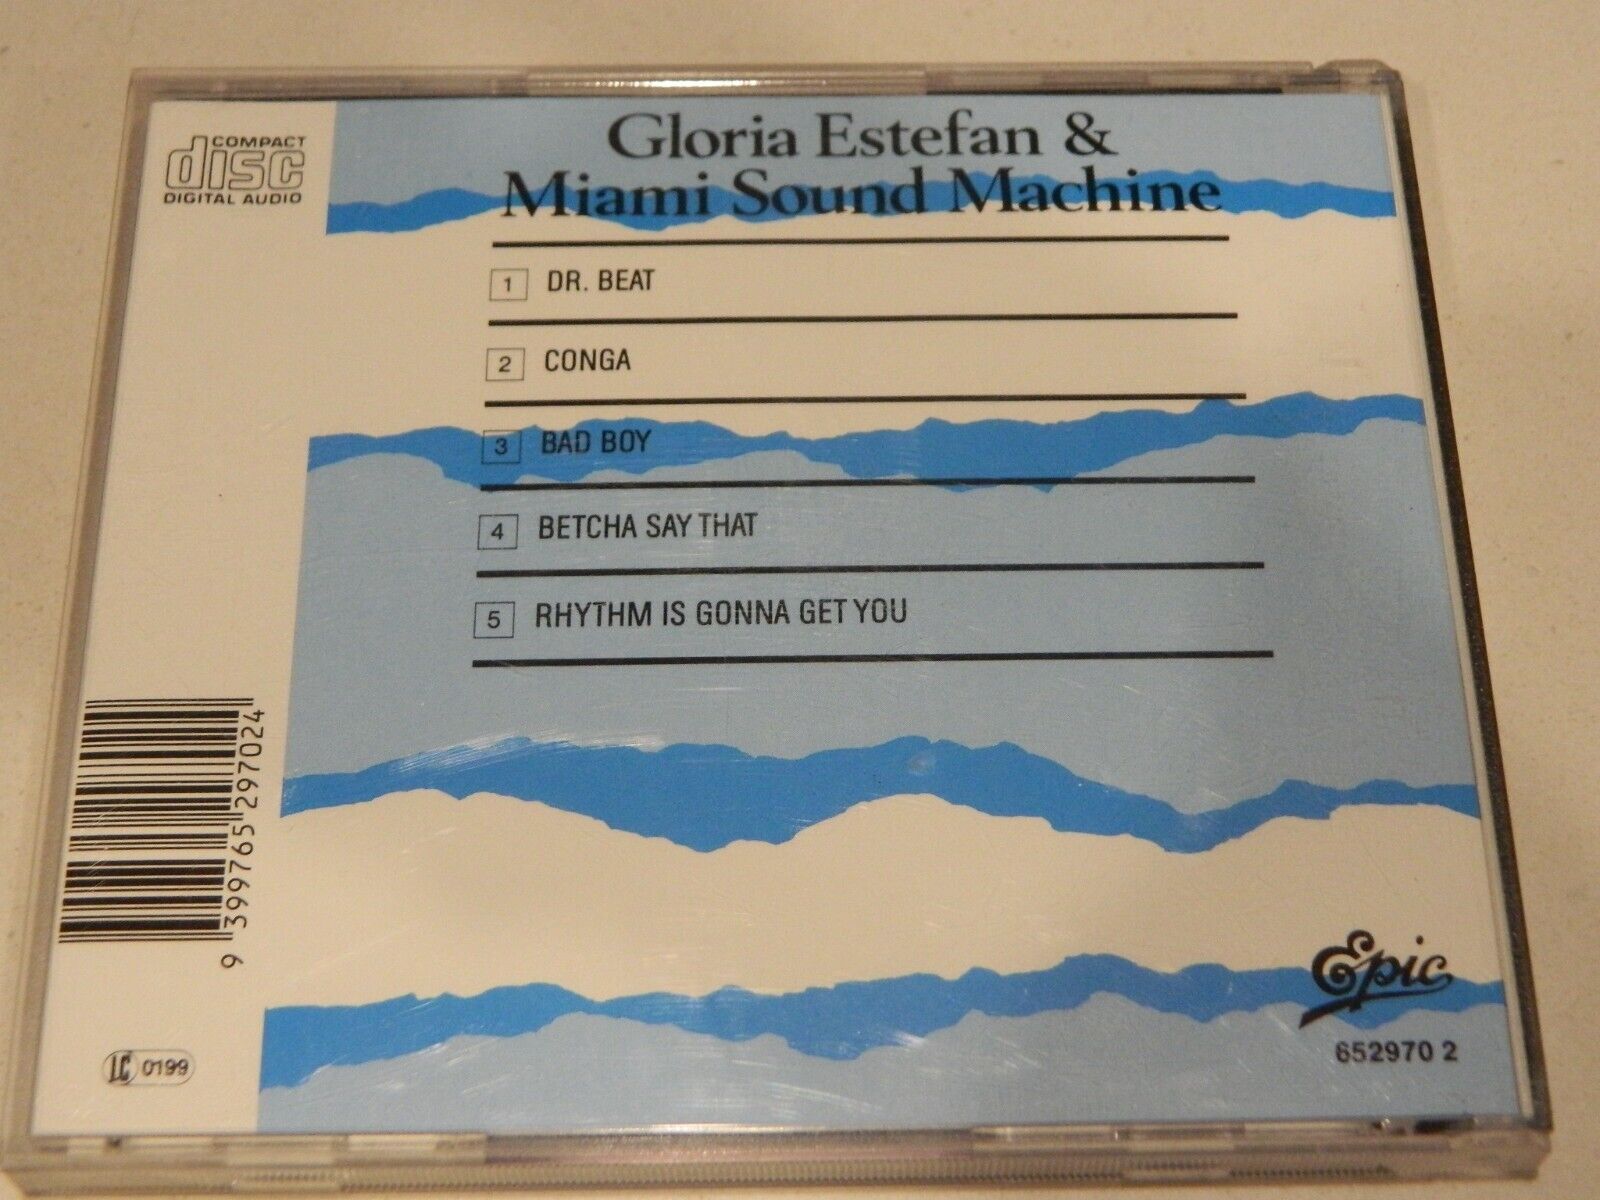 COMPACT
disc
DIGITAL AUDIO
Gloria Estefan &
Miami Sound Machine
1 DR. BEAT
2 CONGA
3 BAD BOY
4 BETCHA SAY THAT
5 RHYTHM IS GONNA GET YOU
9 399765 297024
LC 0199
Epic
652970 2